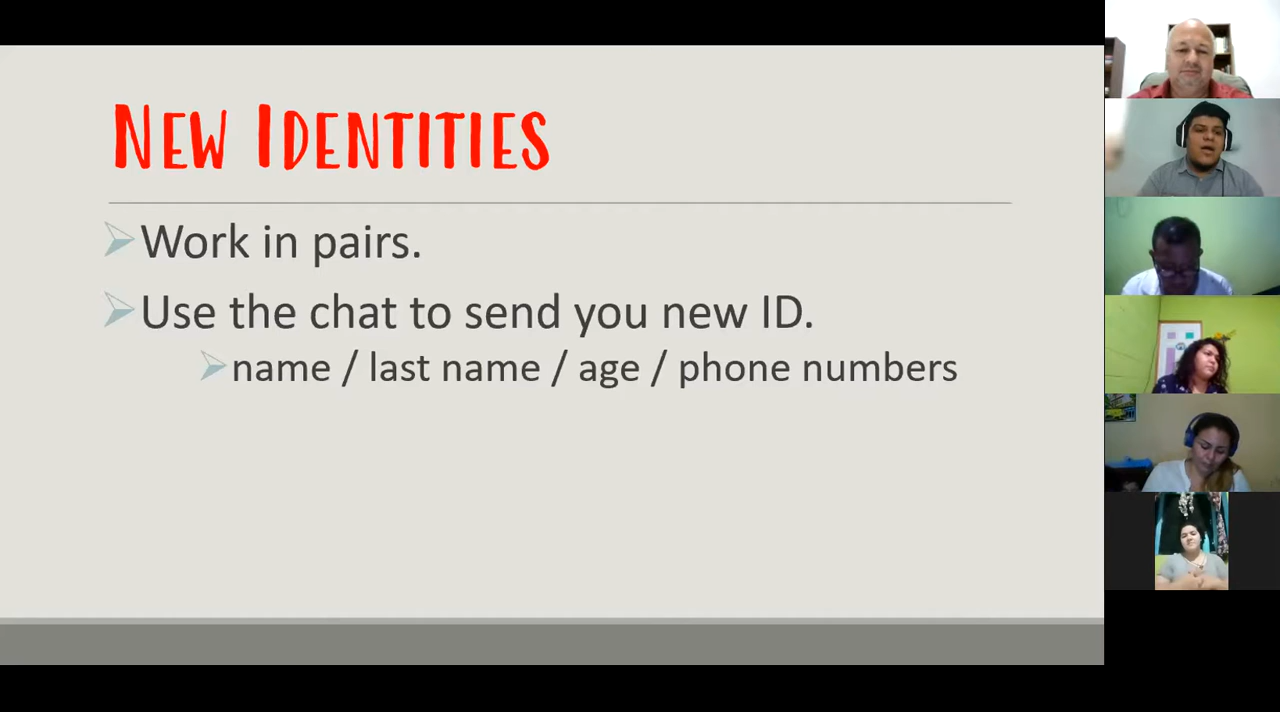 NEW IDENTITIES
Work in pairs.
Use the chat to send you new ID.
name / last name / age / phone numbers